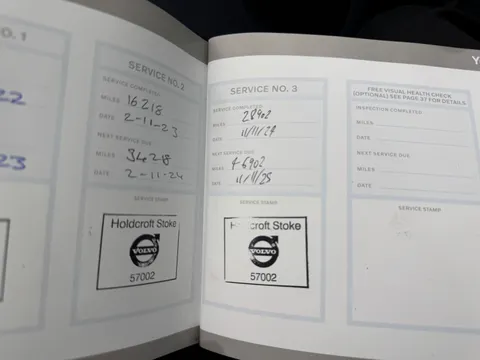 O. 1
22
23
SERVICE NO. 2
SERVICE COMPLETED
MILES 16218
DATE 2-11-23
NEXT SERVICE DUE
MILES 34218
DATE 2-11-24
SERVICE STAMP
Holdcroft Stoke
VOLVO
57002
SERVICE NO. 3
SERVICE COMPLETED
MILES 28902
DATE 11/11/24
NEXT SERVICE DUE
MILES 46902
DATE 11/11/25
SERVICE STAMP
Holdcroft Stoke
VOLVO
57002
Y
FREE VISUAL HEALTH CHECK
(OPTIONAL) SEE PAGE 37 FOR DETAILS
INSPECTION COMPLETED
MILES
DATE
NEXT SERVICE DUE
MILES
DATE
SERVICE STAMP